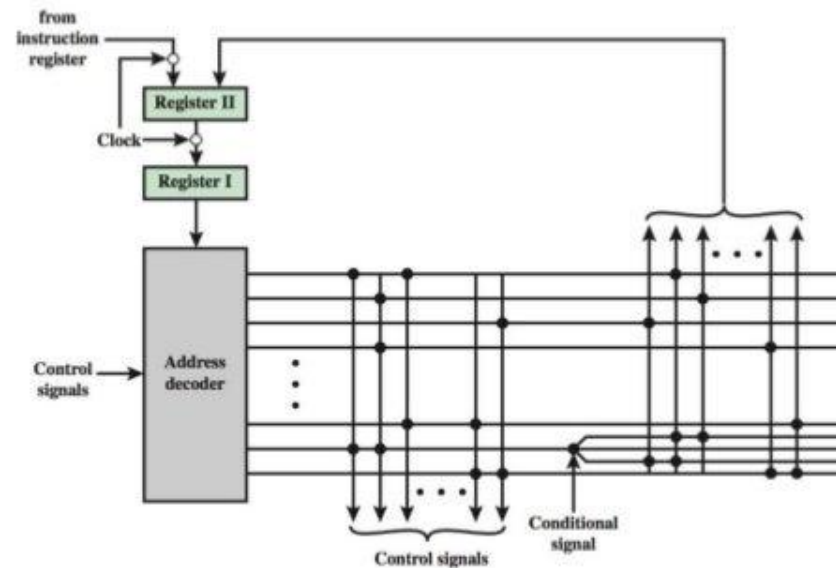 from
instruction
register
Register II
Clock
Register I
Address
decoder
Control
signals
Conditional
signal
Control signals